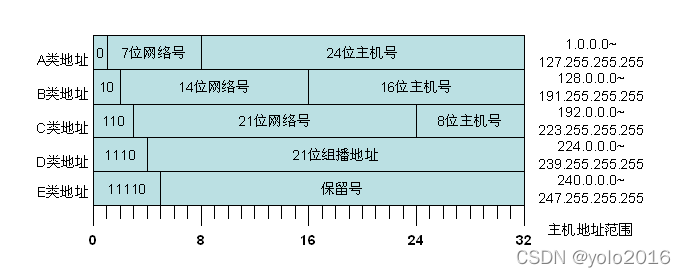 A类地址 0 7位网络号 24位主机号 1.0.0.0~
127.255.255.255
B类地址 10 14位网络号 16位主机号 128.0.0.0~
191.255.255.255
C类地址 110 21位网络号 8位主机号 192.0.0.0~
223.255.255.255
D类地址 1110 21位组播地址 224.0.0.0~
239.255.255.255
E类地址 11110 保留号 240.0.0.0~
247.255.255.255
0 8 16 24 32 主机地址范围
CSDN @yolo2016